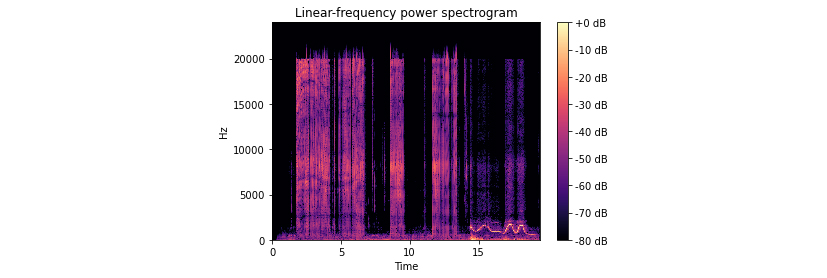 Linear-frequency power spectrogram
+0 dB
20000
-10 dB
-20 dB
15000
-30 dB
Hz
-40 dB
10000
-50 dB
-60 dB
5000
-70 dB
0
-80 dB
0 5 10 15
Time